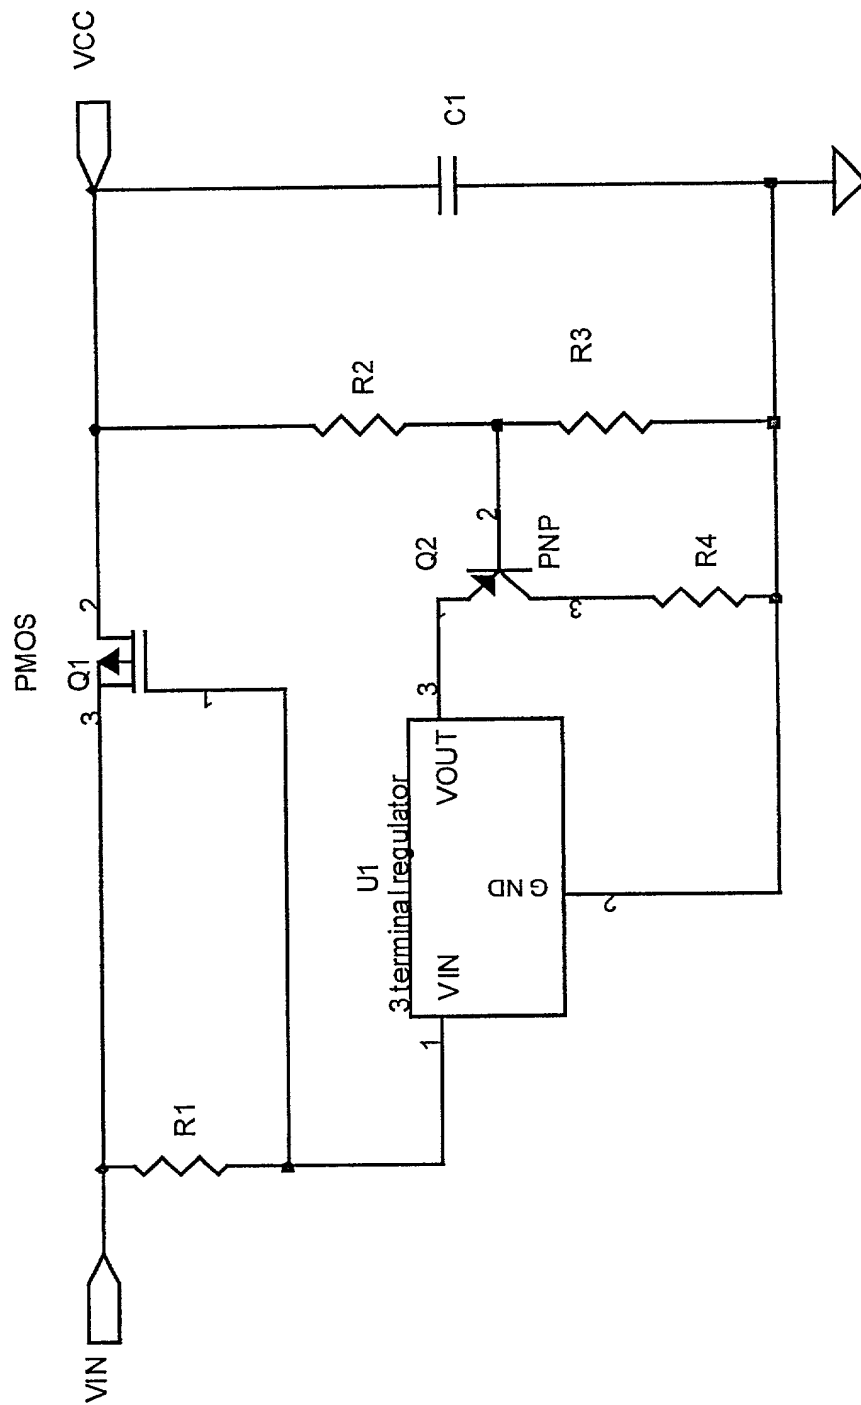 VIN
VCC
PMOS
Q1
3
2
1
R1
U1
3 terminal regulator
VIN
VOUT
GND
1
3
2
Q2
PNP
1
2
3
R2
R3
R4
C1